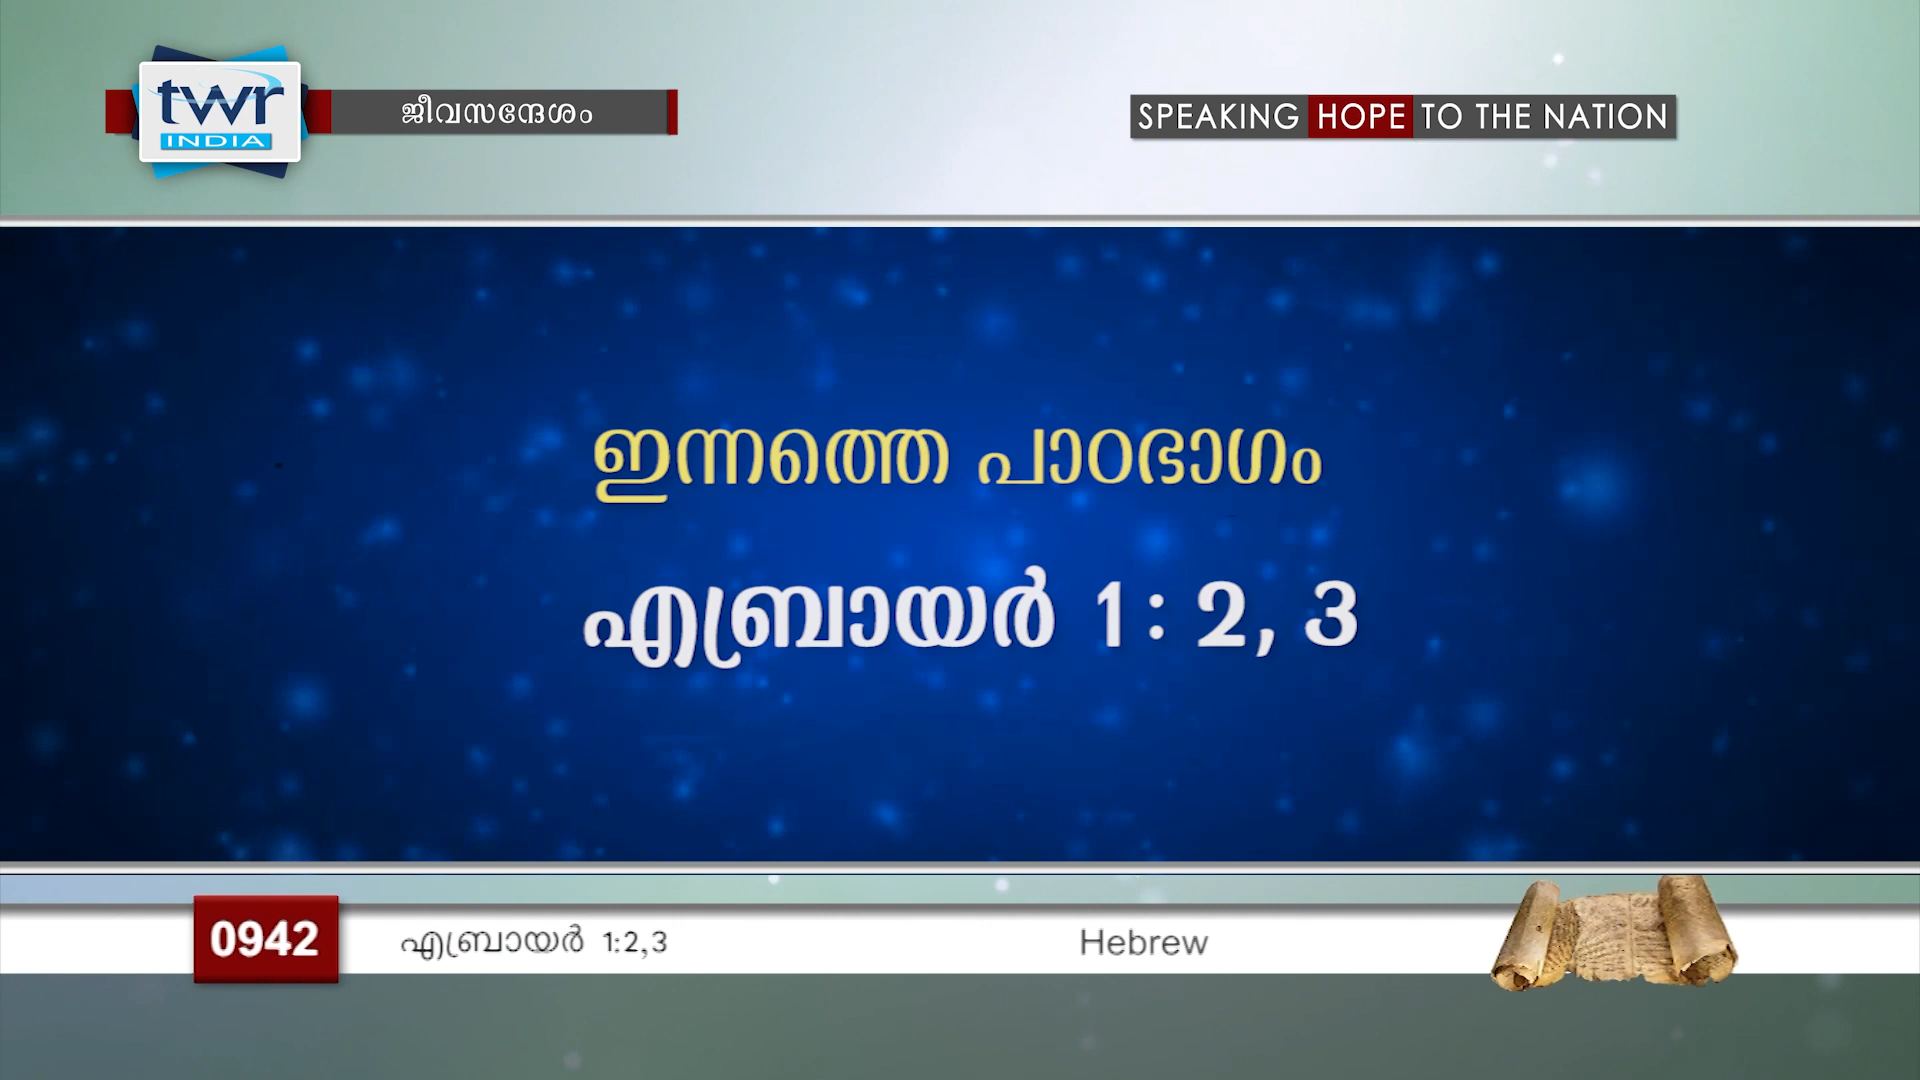 twr
INDIA
ജീവസന്ദേശം
SPEAKING HOPE TO THE NATION
ഇന്നത്തെ പാഠഭാഗം
എബ്രായർ 1: 2, 3
0942
എബ്രായർ 1:2,3
Hebrew